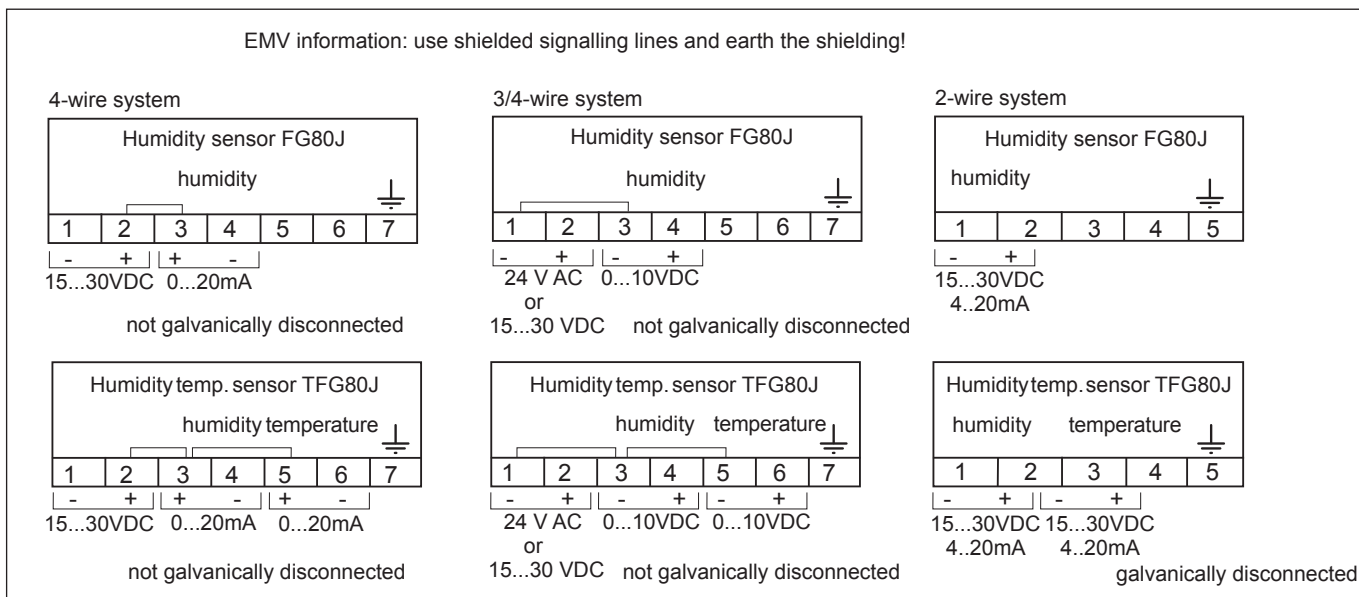 EMV information: use shielded signalling lines and earth the shielding!
4-wire system
Humidity sensor FG80J
humidity
1 2 3 4 5 6 7
- + + -
15...30VDC 0...20mA
not galvanically disconnected
3/4-wire system
Humidity sensor FG80J
humidity
1 2 3 4 5 6 7
- + - +
24 V AC 0...10VDC
or
15...30 VDC not galvanically disconnected
2-wire system
Humidity sensor FG80J
humidity
1 2 3 4 5
- +
15...30VDC
4..20mA
Humidity temp. sensor TFG80J
humidity temperature
1 2 3 4 5 6 7
- + + - + -
15...30VDC 0...20mA 0...20mA
not galvanically disconnected
Humidity temp. sensor TFG80J
humidity temperature
1 2 3 4 5 6 7
- + - + - +
24 V AC 0...10VDC 0...10VDC
or
15...30 VDC not galvanically disconnected
Humidity temp. sensor TFG80J
humidity temperature
1 2 3 4 5
- + - +
15...30VDC 15...30VDC
4..20mA 4..20mA
galvanically disconnected